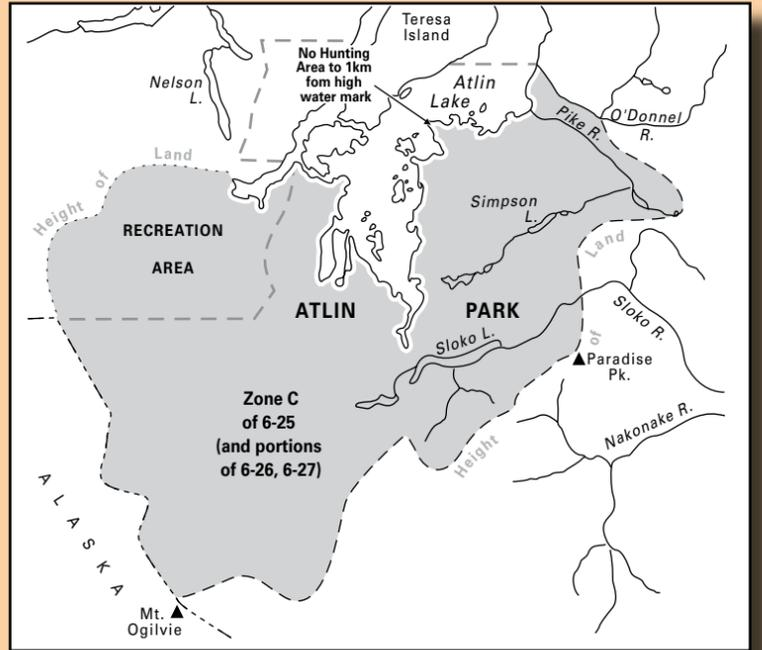 Teresa
Island
No Hunting
Area to 1km
fom high
water mark
Nelson
L.
Atlin
Lake
Pike R.
O'Donnel
R.
Height of Land
RECREATION
AREA
Simpson
L.
ATLIN PARK
Height of Land
Sloko R.
Sloko L.
Paradise
Pk.
Zone C
of 6-25
(and portions
of 6-26, 6-27)
Nakonake R.
ALASKA
Mt.
Ogilvie